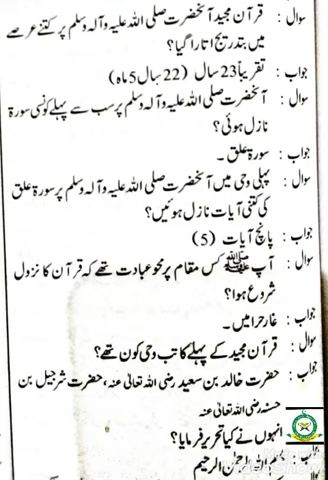 سوال : قرآن مجید آنحضرت صلی اللہ علیہ وآلہ وسلم پر کتنے عرصے
میں بتدریج اتارا گیا؟
جواب : تقریباً 23 سال (22 سال 5 ماہ)
سوال : آنحضرت صلی اللہ علیہ وآلہ وسلم پر سب سے پہلے کونسی سورۃ
نازل ہوئی؟
جواب : سورۃ علق ۔
سوال : پہلی وحی میں آنحضرت صلی اللہ علیہ وآلہ وسلم پر سورۃ علق
کی کتنی آیات نازل ہوئیں؟
جواب : پانچ آیات (5)
سوال : آپ ﷺ کس مقام پر محو عبادت تھے کہ قرآن کا نزول
شروع ہوا؟
جواب : غار حرا میں۔
سوال : قرآن مجید کے پہلے کاتب وحی کون تھے؟
جواب : حضرت خالد بن سعید رضی اللہ تعالیٰ عنہ، حضرت شرجیل بن
حسنہ رضی اللہ تعالیٰ عنہ
انہوں نے کیا تحریر فرمایا؟
جواب : اللہ الرحمٰن الرحیم